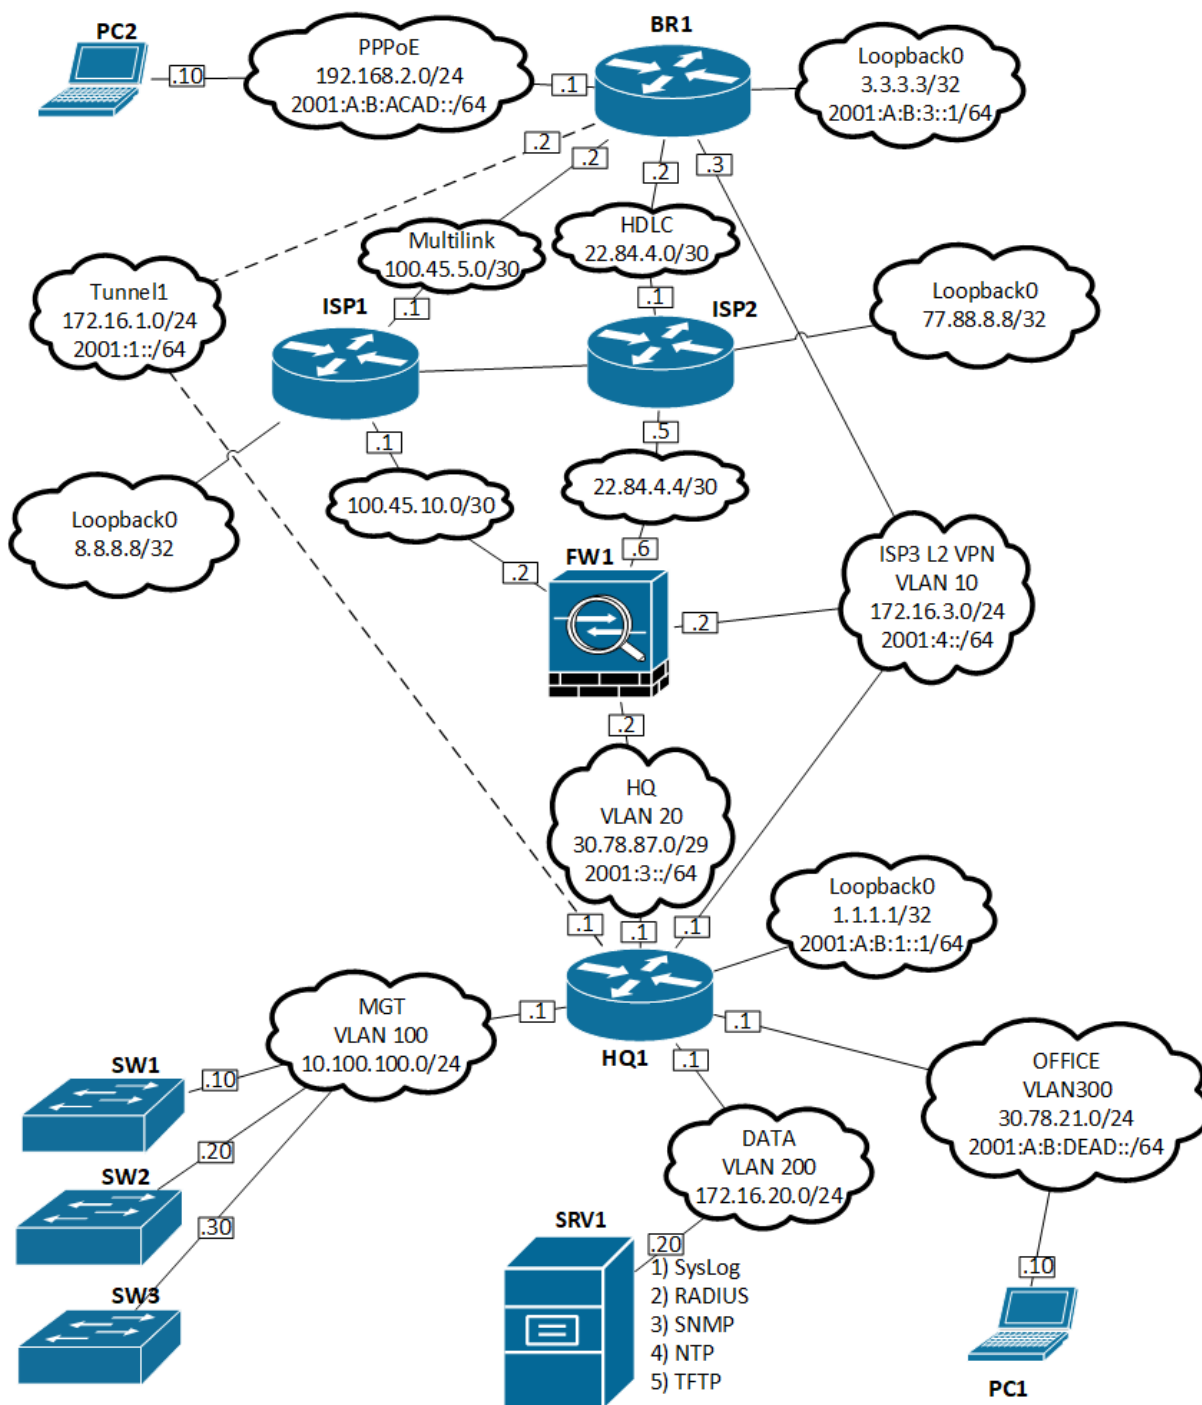 PC2
BR1
PPPoE
192.168.2.0/24
2001:A:B:ACAD::/64
.10
.1
Loopback0
3.3.3.3/32
2001:A:B:3::1/64
.2
.2
.2
.3
Multilink
100.45.5.0/30
HDLC
22.84.4.0/30
Tunnel1
172.16.1.0/24
2001:1::/64
ISP1
.1
.1
ISP2
Loopback0
77.88.8.8/32
.1
.5
100.45.10.0/30
22.84.4.4/30
Loopback0
8.8.8.8/32
.2
FW1
.6
.2
ISP3 L2 VPN
VLAN 10
172.16.3.0/24
2001:4::/64
.2
HQ
VLAN 20
30.78.87.0/29
2001:3::/64
.1
.1
.1
Loopback0
1.1.1.1/32
2001:A:B:1::1/64
MGT
VLAN 100
10.100.100.0/24
.1
HQ1
.1
.1
OFFICE
VLAN300
30.78.21.0/24
2001:A:B:DEAD::/64
SW1
.10
SW2
.20
SW3
.30
DATA
VLAN 200
172.16.20.0/24
SRV1
.20
1) SysLog
2) RADIUS
3) SNMP
4) NTP
5) TFTP
.10
PC1